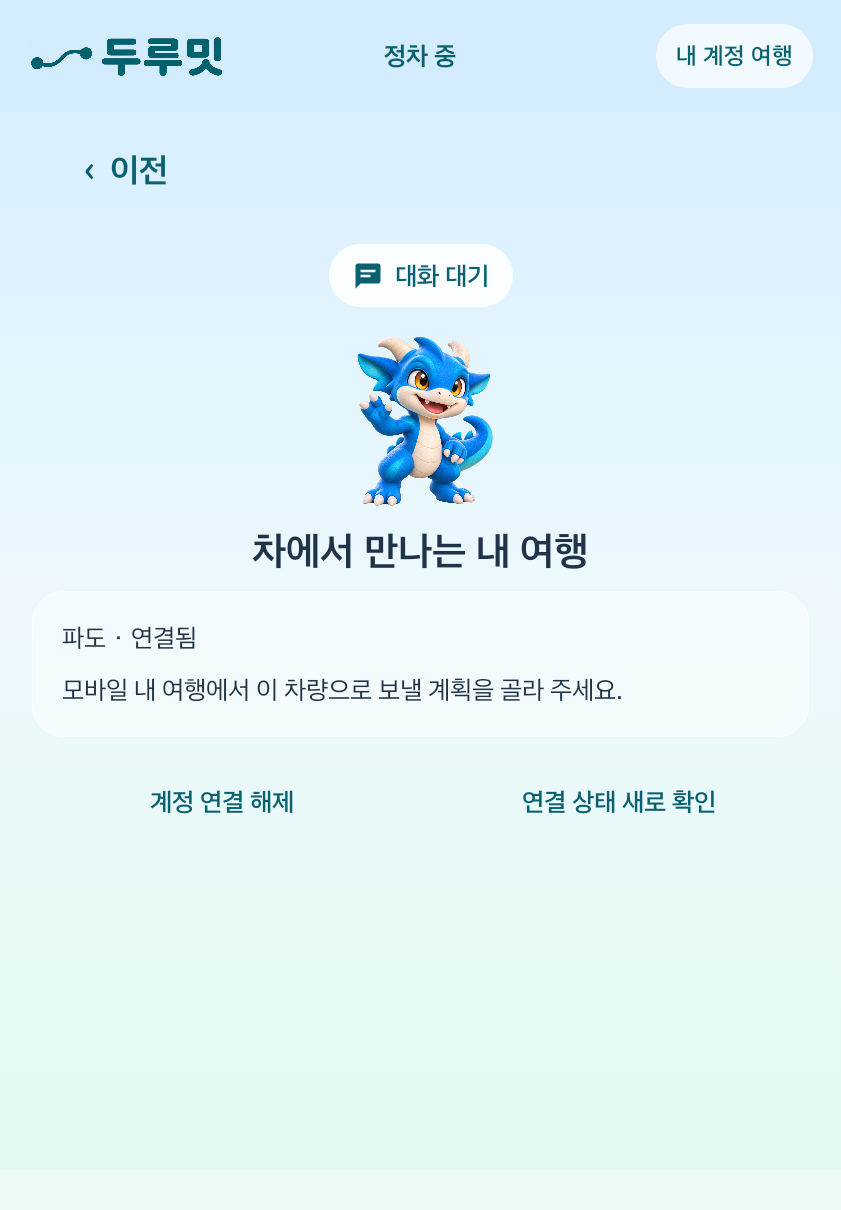 두루밋
정차 중
내 계정 여행
‹ 이전
대화 대기
차에서 만나는 내 여행
파도 · 연결됨
모바일 내 여행에서 이 차량으로 보낼 계획을 골라 주세요.
계정 연결 해제
연결 상태 새로 확인